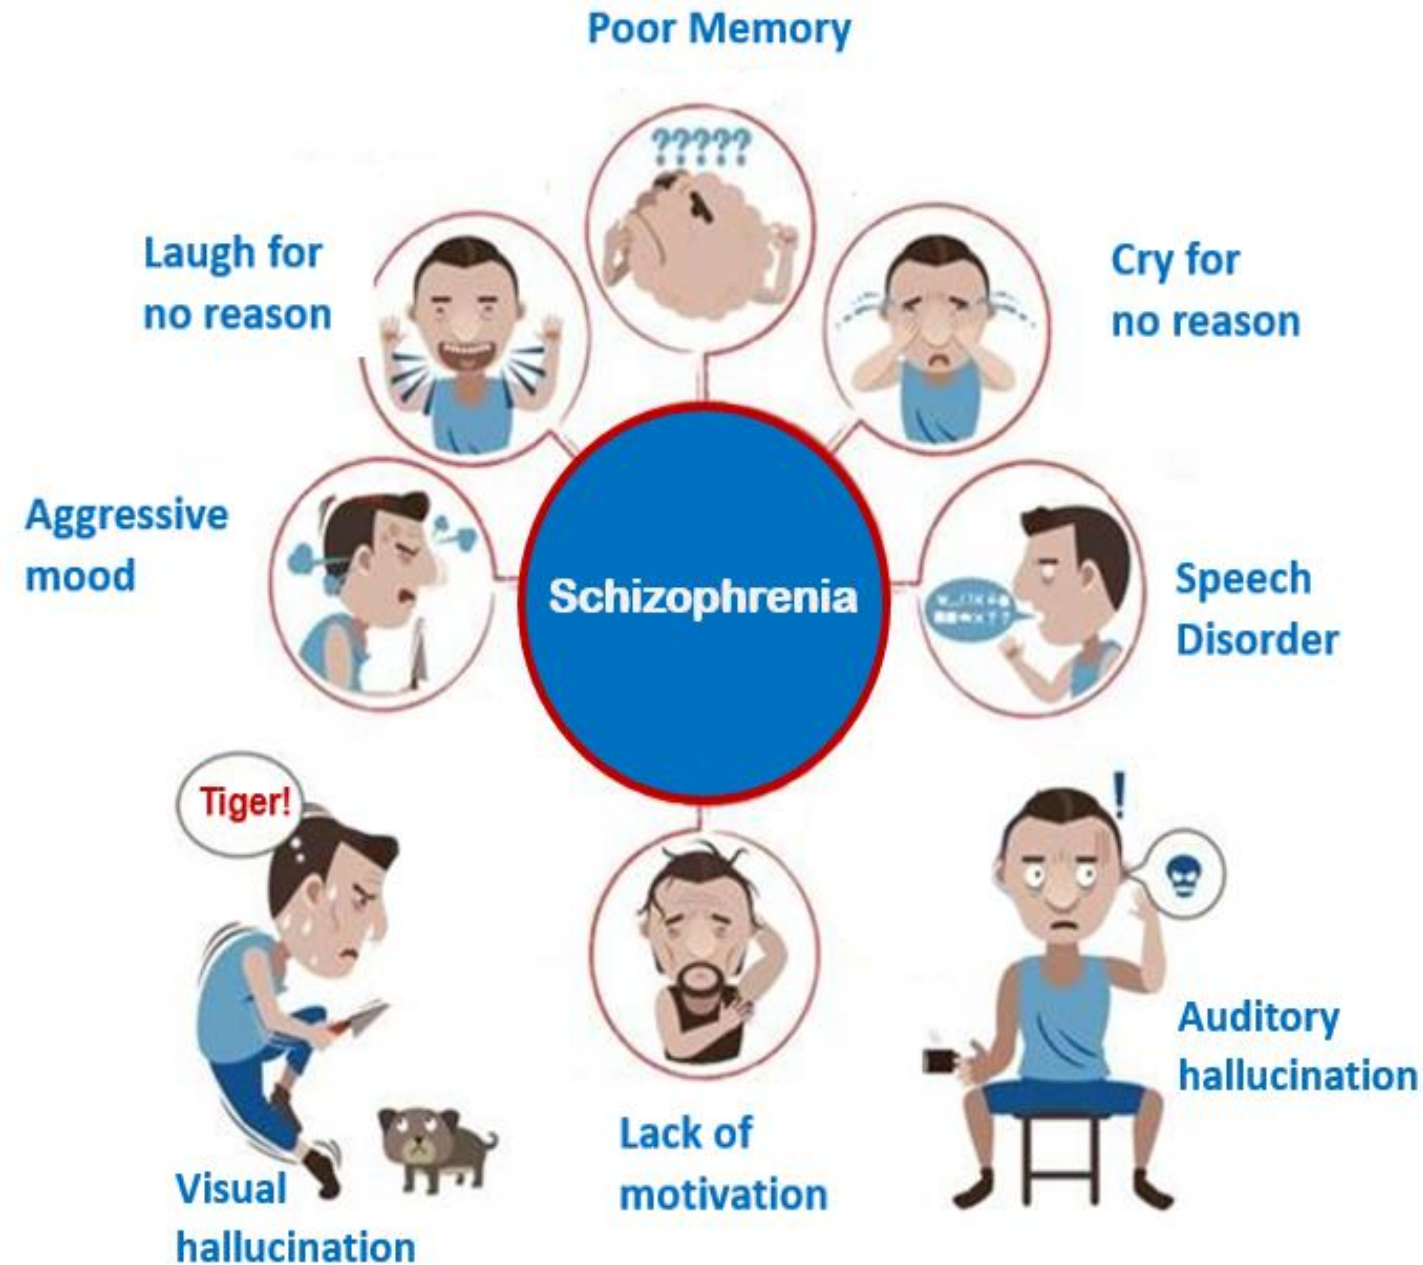 Poor Memory
?????
Laugh for
no reason
Cry for
no reason
Aggressive
mood
Schizophrenia
Speech
Disorder
Tiger!
!
Auditory
hallucination
Lack of
motivation
Visual
hallucination